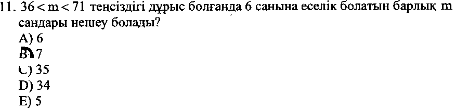 11. 36 < m < 71 теңсіздігі дұрыс болғанда 6 санына еселік болатын барлық m
сандары нешеу болады?
A) 6
B) 7
C) 35
D) 34
E) 5